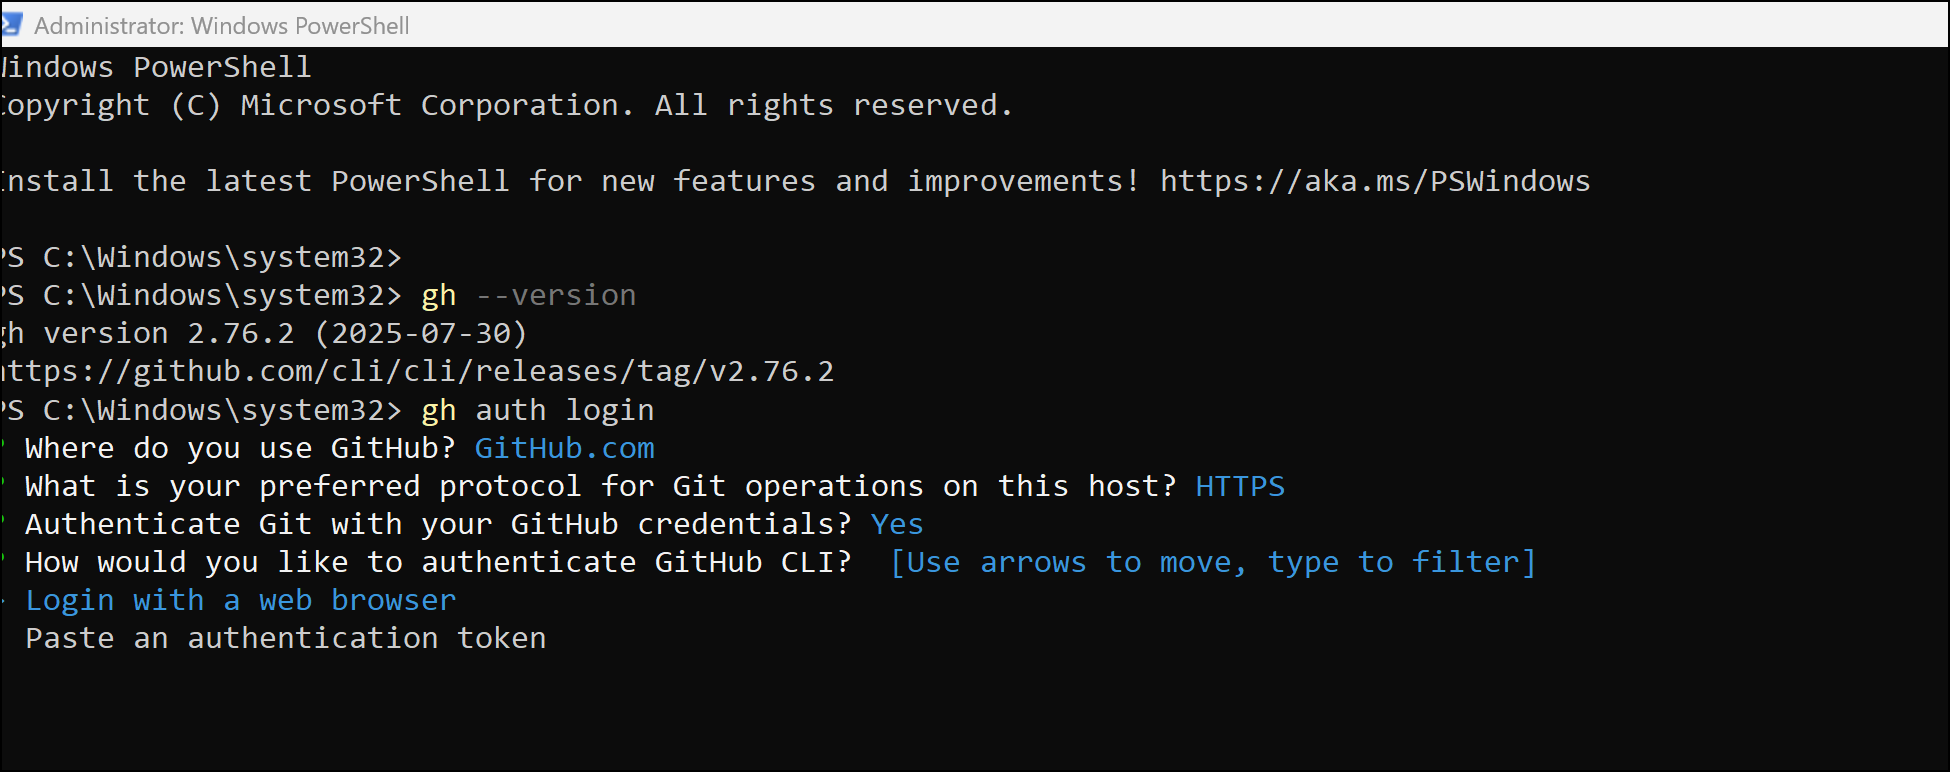 Administrator: Windows PowerShell
Windows PowerShell
Copyright (C) Microsoft Corporation. All rights reserved.
Install the latest PowerShell for new features and improvements! https://aka.ms/PSWindows
PS C:\Windows\system32>
PS C:\Windows\system32> gh --version
gh version 2.76.2 (2025-07-30)
https://github.com/cli/cli/releases/tag/v2.76.2
PS C:\Windows\system32> gh auth login
? Where do you use GitHub? GitHub.com
? What is your preferred protocol for Git operations on this host? HTTPS
? Authenticate Git with your GitHub credentials? Yes
? How would you like to authenticate GitHub CLI?  [Use arrows to move, type to filter]
> Login with a web browser
Paste an authentication token